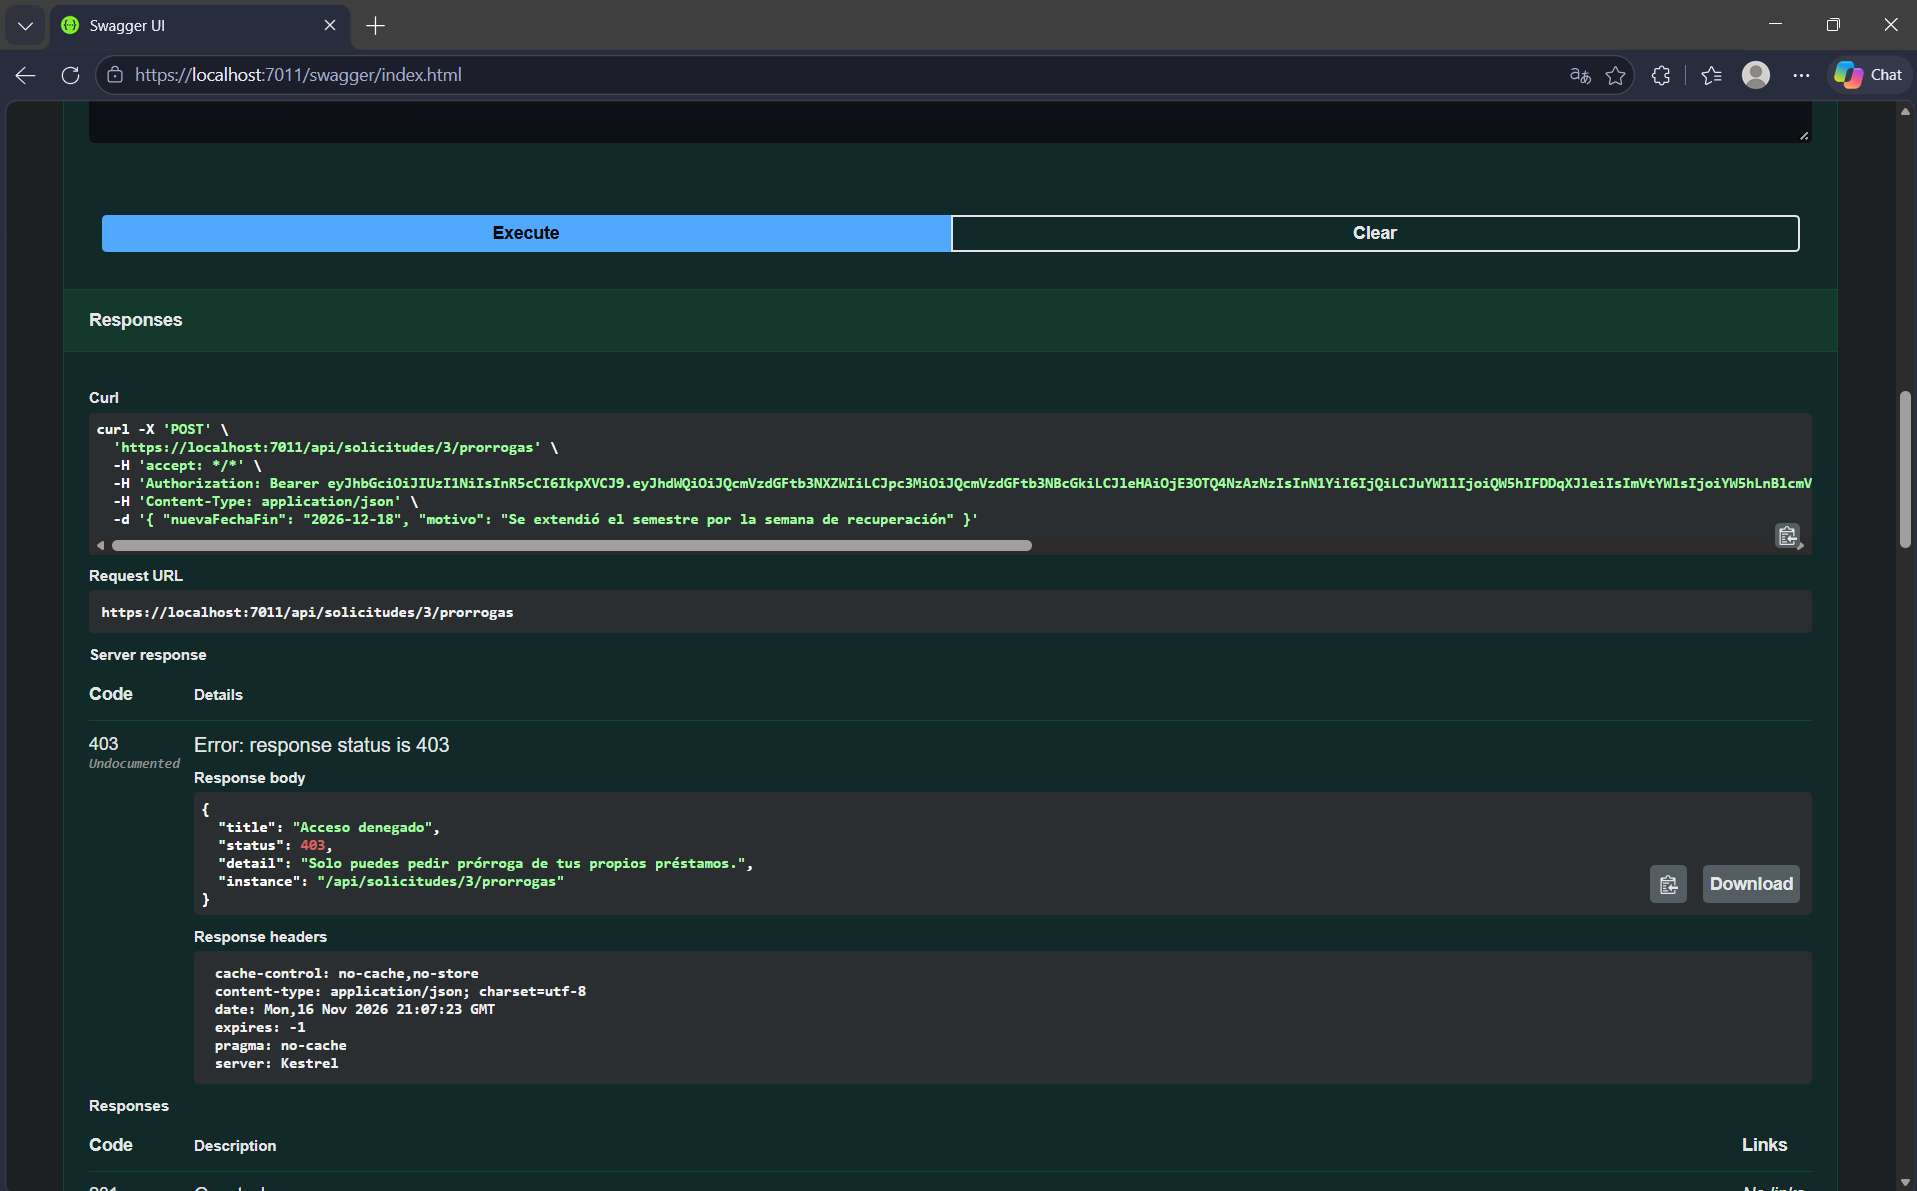 Swagger UI
https://localhost:7011/swagger/index.html
Chat
Execute
Clear
Responses
Curl
curl -X 'POST' \
'https://localhost:7011/api/solicitudes/3/prorrogas' \
-H 'accept: */*' \
-H 'Authorization: Bearer eyJhbGciOiJIUzI1NiIsInR5cCI6IkpXVCJ9.eyJhdWQiOiJQcmVzdGFtb3NXZWIiLCJpc3MiOiJQcmVzdGFtb3NBcGkiLCJleHAiOjE3OTQ4NzAzNzIsInN1YiI6IjQiLCJuYW1lIjoiQW5hIFDDqXJleiIsImVtYWlsIjoiYW5hLnBlcmV
-H 'Content-Type: application/json' \
-d '{ "nuevaFechaFin": "2026-12-18", "motivo": "Se extendió el semestre por la semana de recuperación" }'
Request URL
https://localhost:7011/api/solicitudes/3/prorrogas
Server response
Code
Details
403
Undocumented
Error: response status is 403
Response body
{
"title": "Acceso denegado",
"status": 403,
"detail": "Solo puedes pedir prórroga de tus propios préstamos.",
"instance": "/api/solicitudes/3/prorrogas"
}
Download
Response headers
cache-control: no-cache,no-store
content-type: application/json; charset=utf-8
date: Mon,16 Nov 2026 21:07:23 GMT
expires: -1
pragma: no-cache
server: Kestrel
Responses
Code
Description
Links